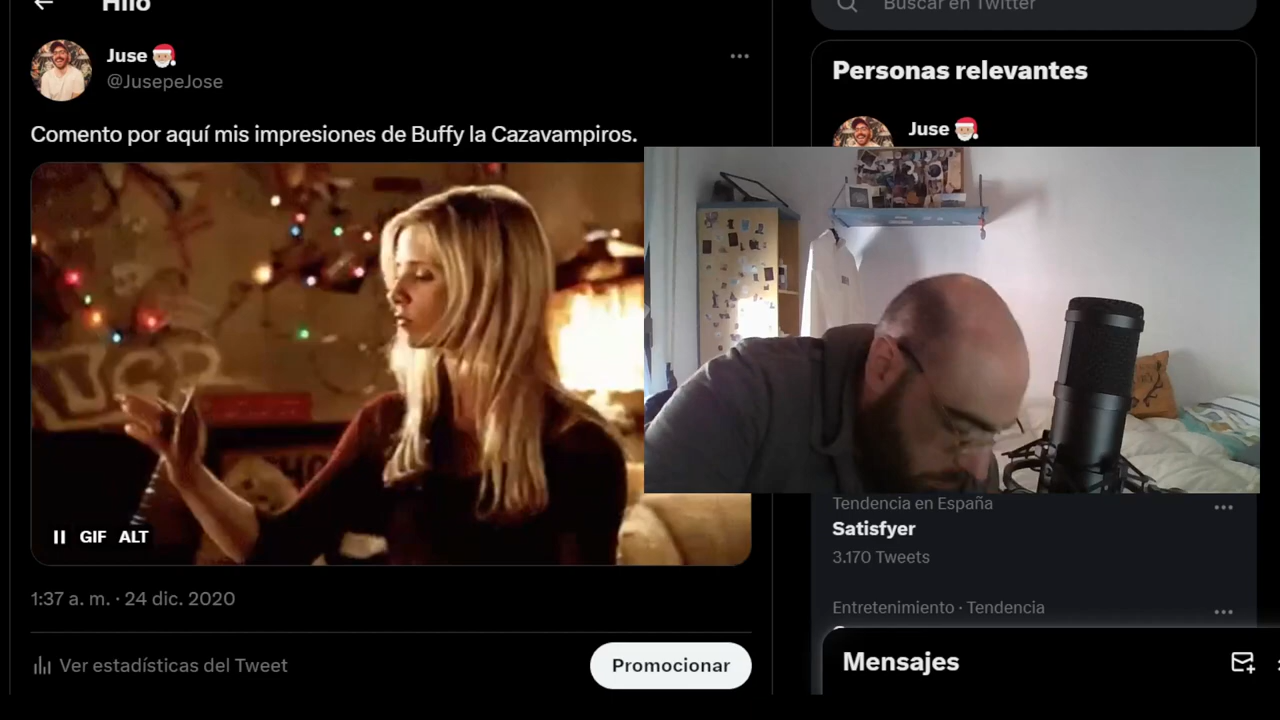 Hilo
Juse
@JusepeJose
Comento por aquí mis impresiones de Buffy la Cazavampiros.
GIF ALT
1:37 a. m. · 24 dic. 2020
Ver estadísticas del Tweet
Promocionar
Buscar en Twitter
Personas relevantes
Juse
Tendencia en España
Satisfyer
3.170 Tweets
Entretenimiento · Tendencia
Mensajes